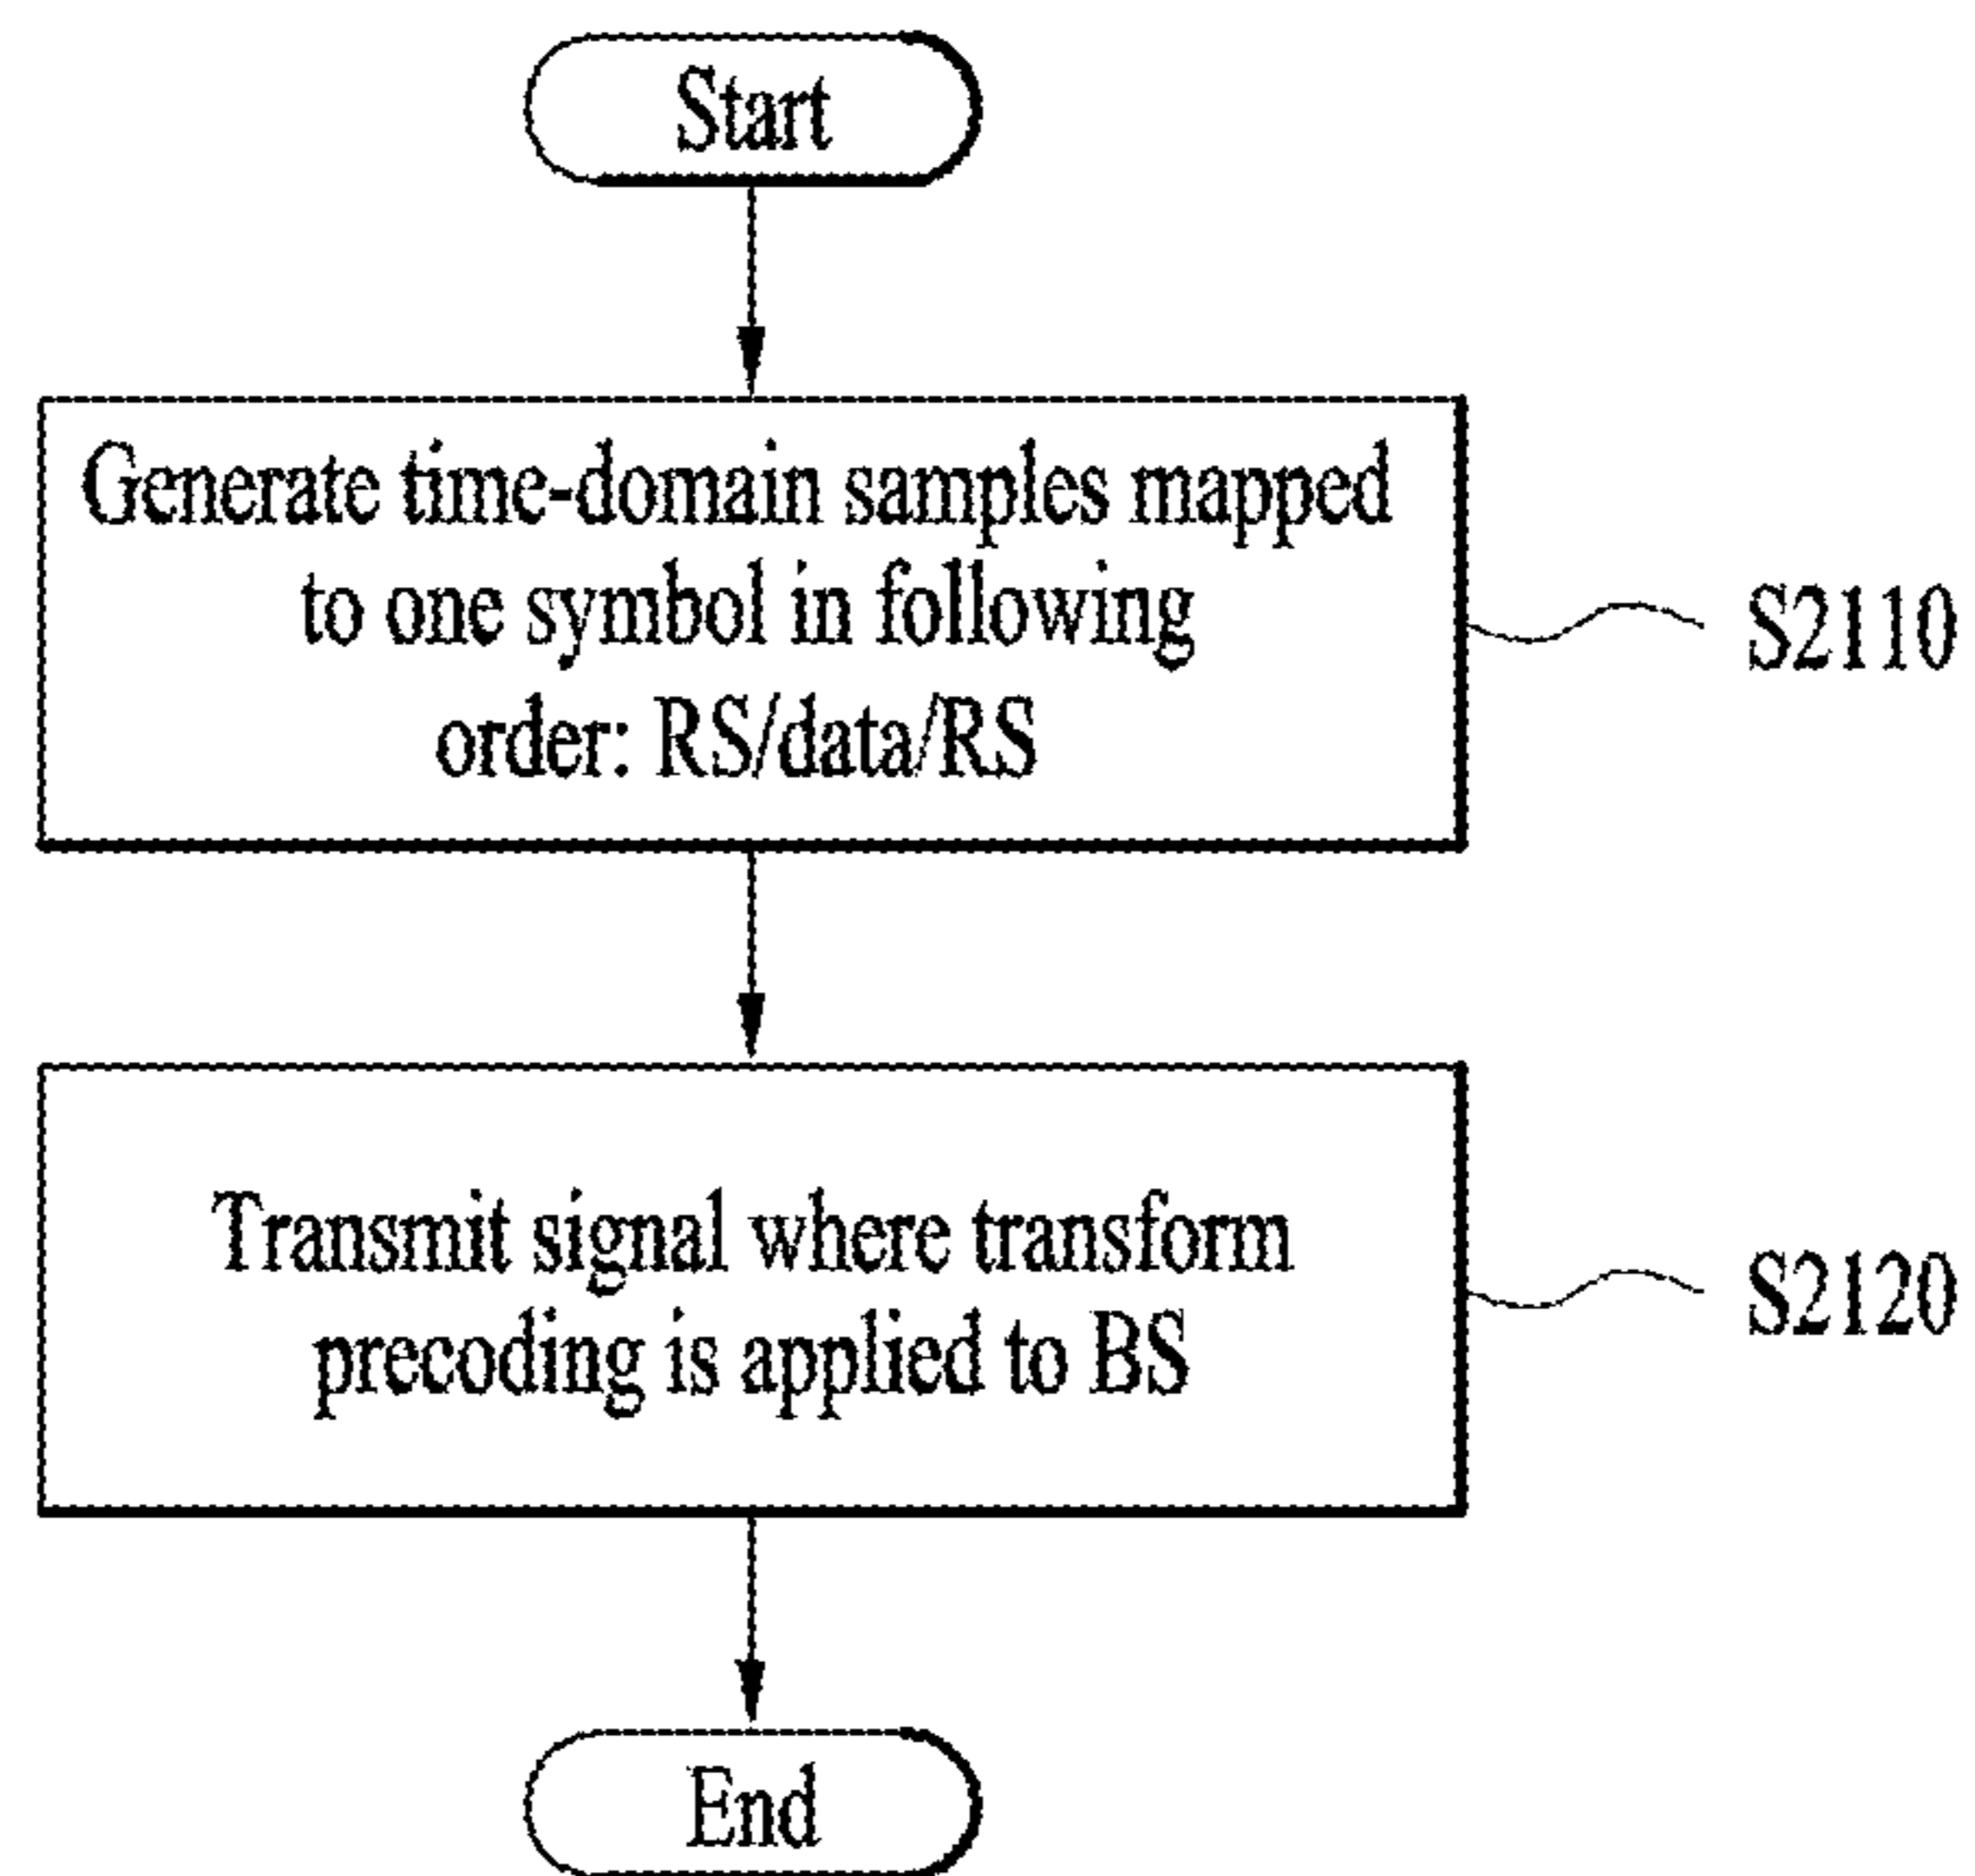 Start
Generate time-domain samples mapped
to one symbol in following
order: RS/data/RS
S2110
Transmit signal where transform
precoding is applied to BS
S2120
End